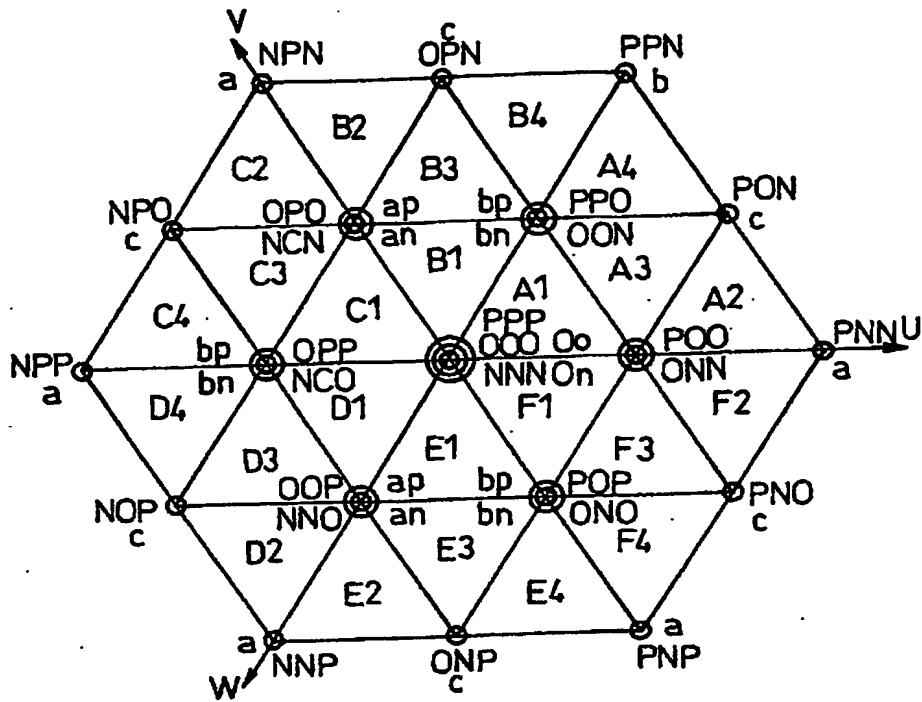 V
NPN
a
c
OPN
PPN
b
B2
B4
C2
B3
A4
NPO
c
OPO
NCN
ap
an
bp
bn
PPO
OON
PON
c
C3
B1
A3
C4
C1
A1
A2
NPP
a
bp
bn
OPP
NCO
PPP
OOO Oo
NNN On
POO
ONN
PNN U
a
D4
D1
F1
F2
D3
E1
F3
NOP
c
OOP
NNO
ap
an
bp
bn
POP
ONO
PNO
c
D2
E3
F4
E2
E4
a
NNP
W
ONP
c
a
PNP